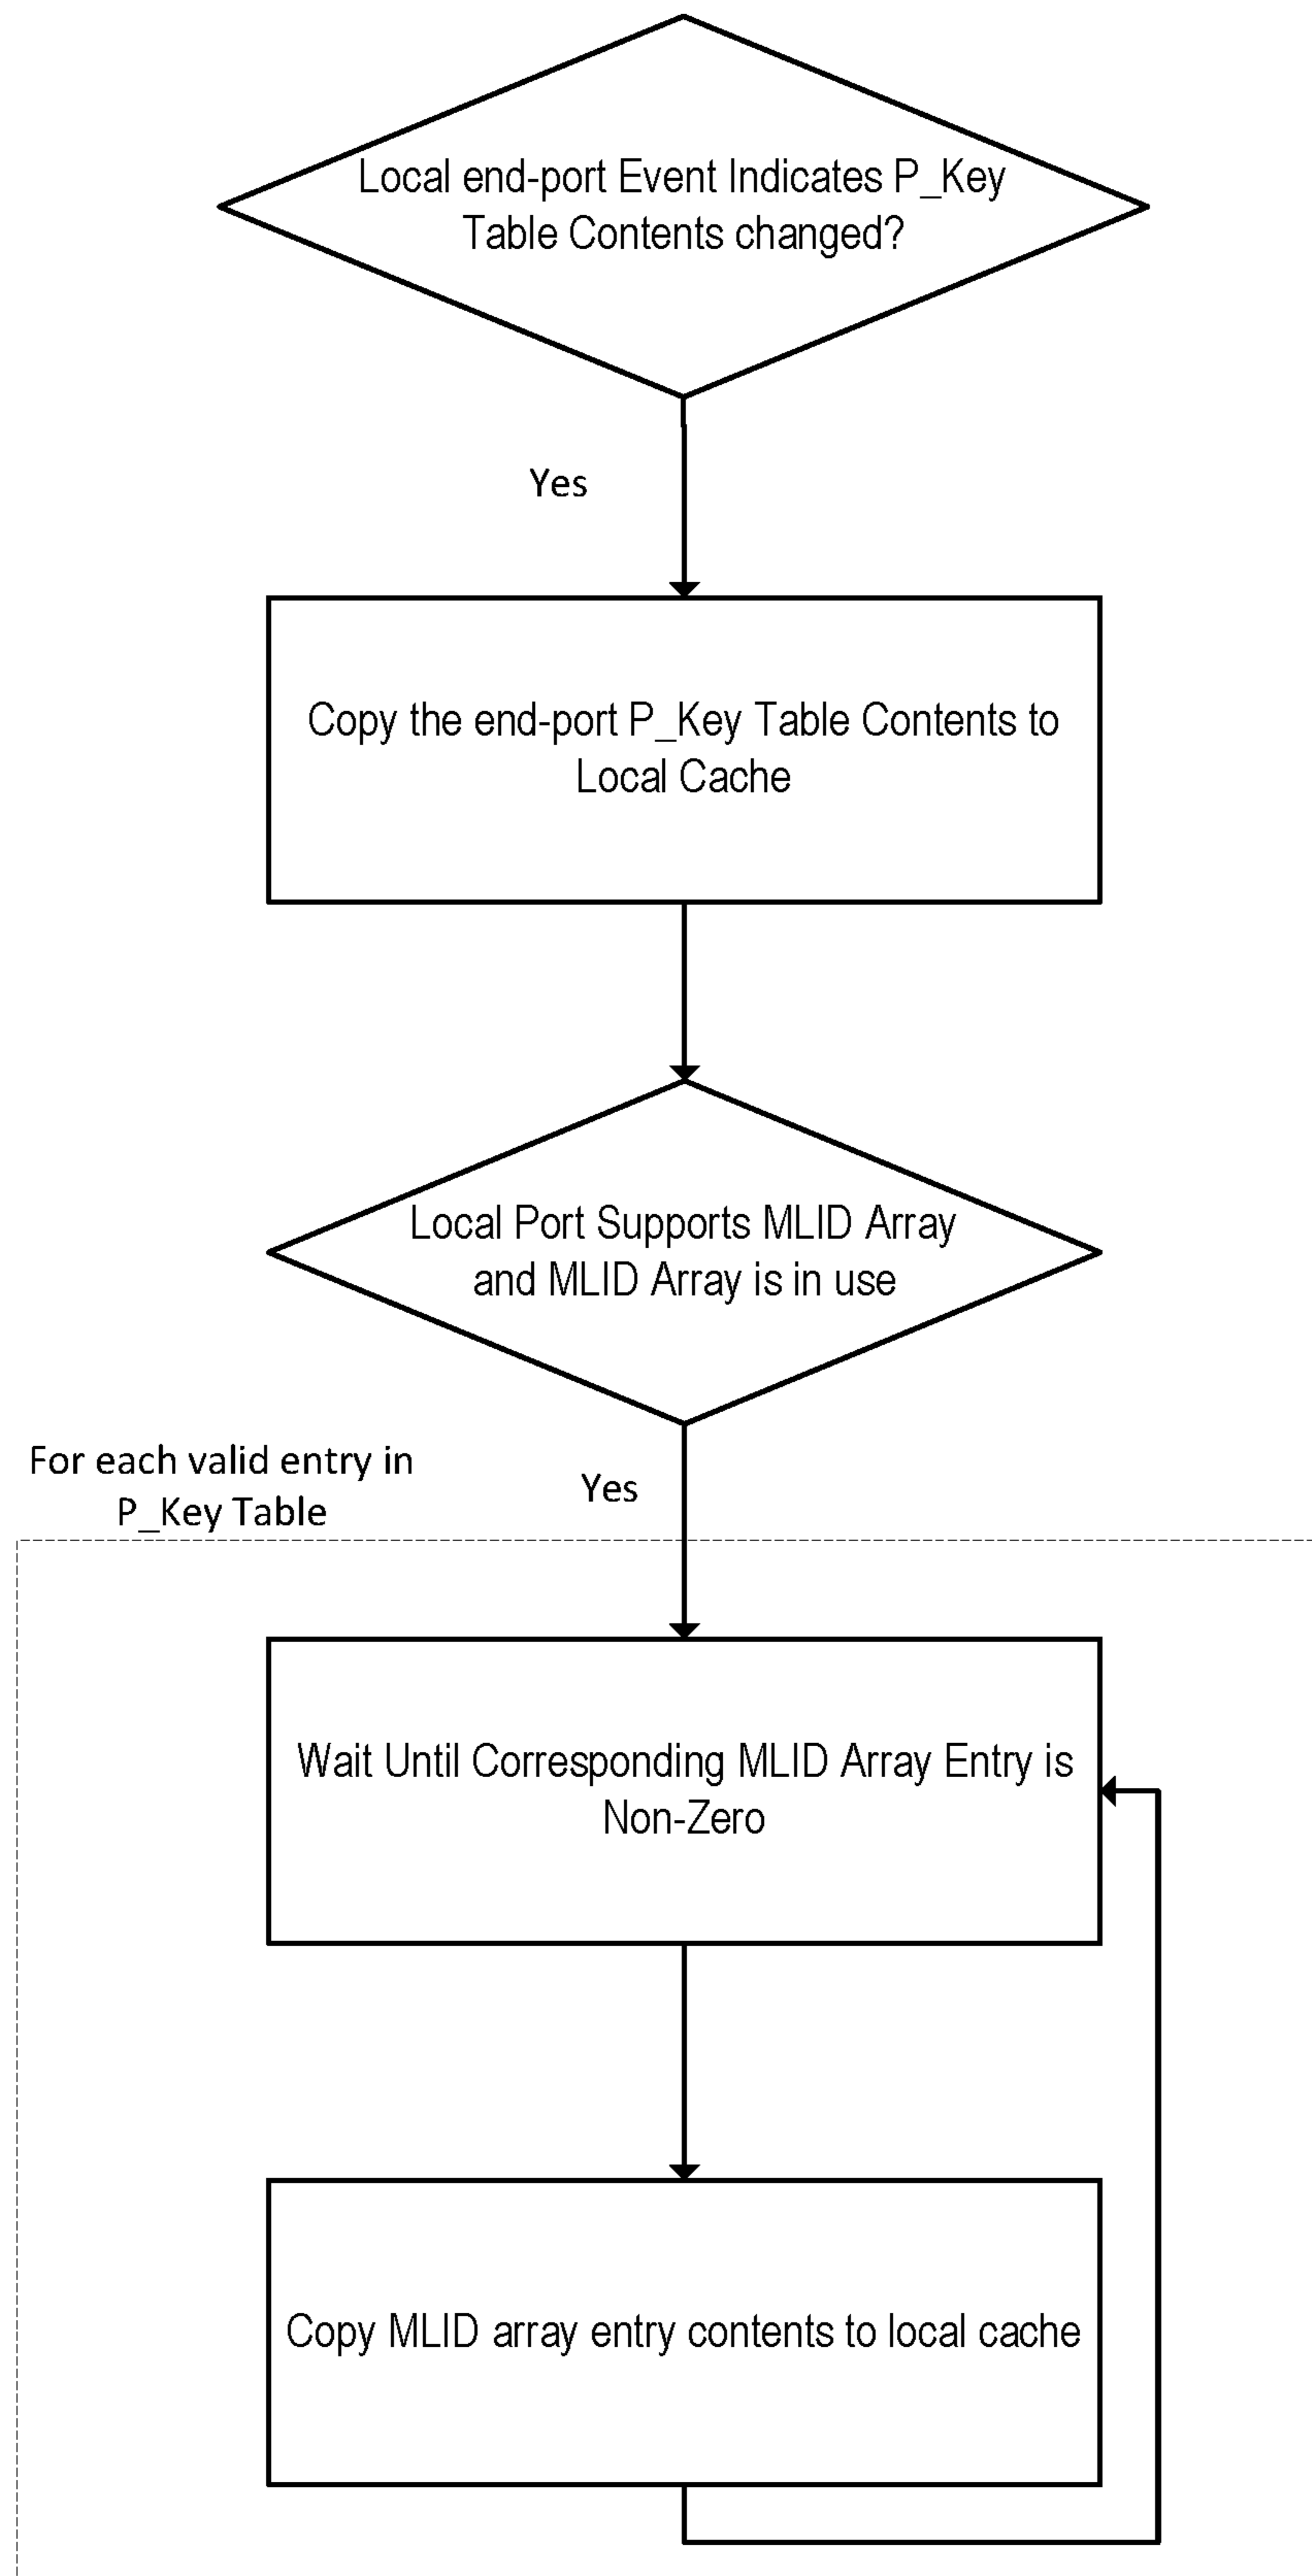 Local end-port Event Indicates P_Key
Table Contents changed?
Yes
Copy the end-port P_Key Table Contents to
Local Cache
Local Port Supports MLID Array
and MLID Array is in use
For each valid entry in
P_Key Table
Yes
Wait Until Corresponding MLID Array Entry is
Non-Zero
Copy MLID array entry contents to local cache